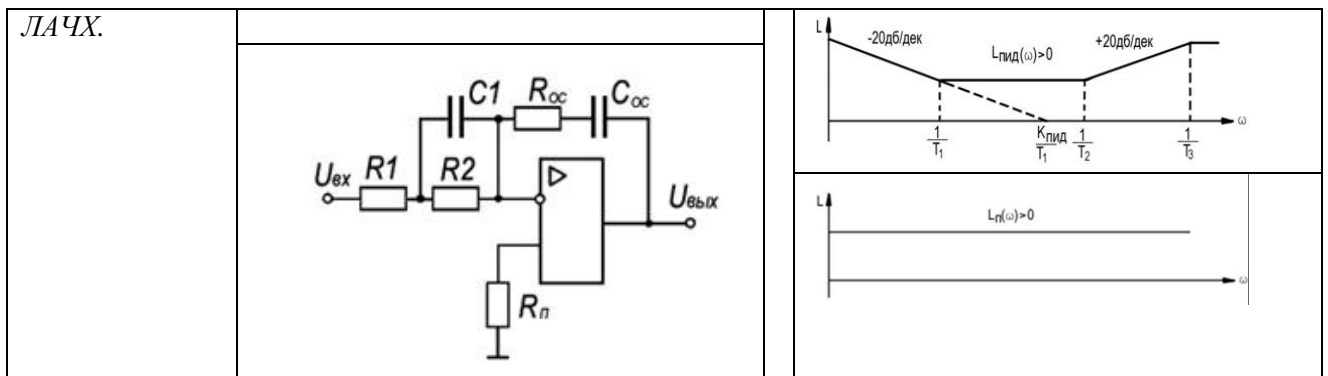 ЛАЧХ.
C1
Rос
Cос
Uвх
R1
R2
Uвых
Rп
L
-20дб/дек
Lпид(ω)>0
+20дб/дек
ω
1/T1
Kпид/T1
1/T2
1/T3
L
Lп(ω)>0
ω